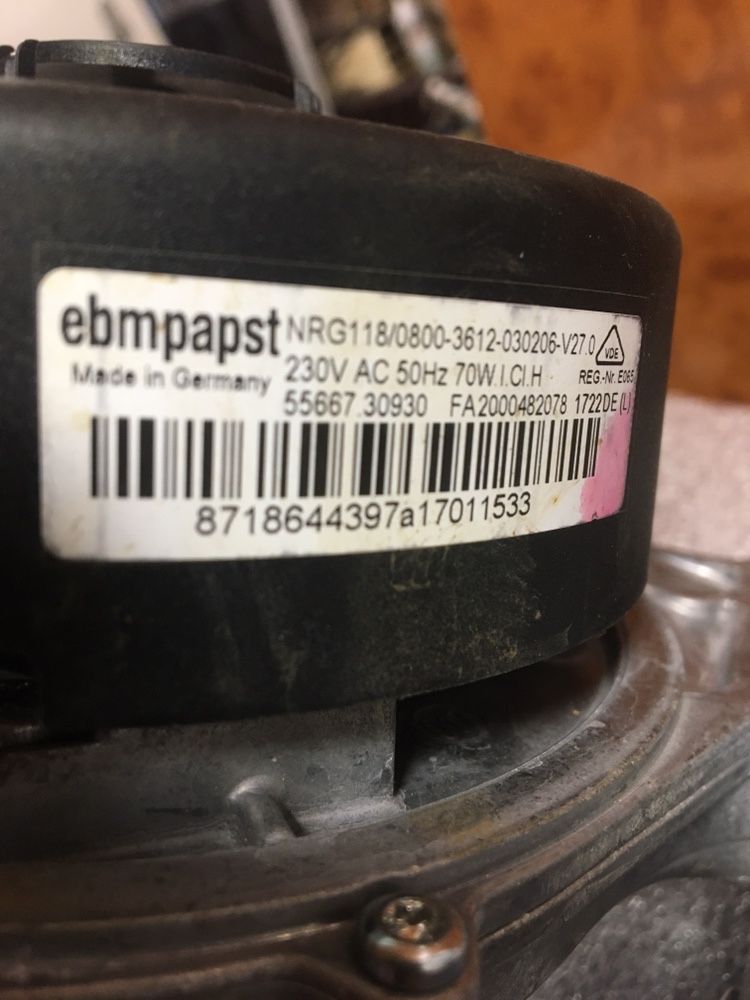 ebmpapst NRG118/0800-3612-030206-V27.0 VDE
Made in Germany 230V AC 50Hz 70W.I.Cl.H REG.-Nr. E065
55667.30930 FA2000482078 1722DE (L)
8718644397a17011533